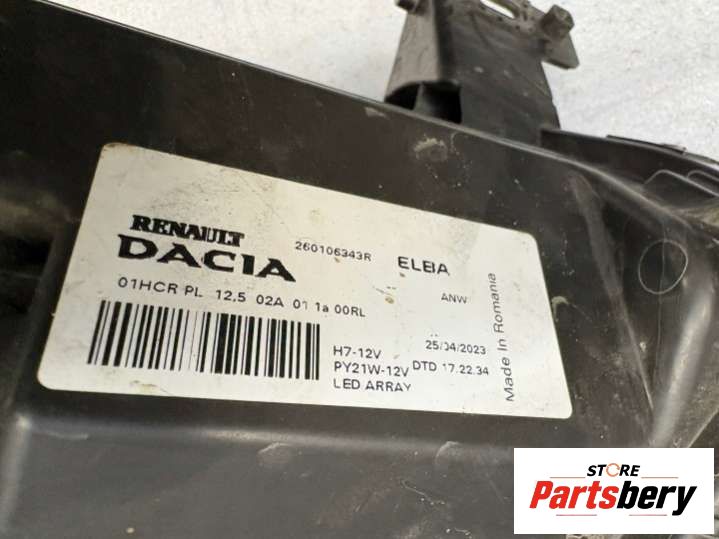 RENAULT
DACIA
260106343R
ELBA
01HCR PL 12.5 02A 01 1a 00RL
ANW
H7-12V
25/04/2023
PY21W-12V
DTD 17.22.34
LED ARRAY
Made In Romania
STORE
Partsbery